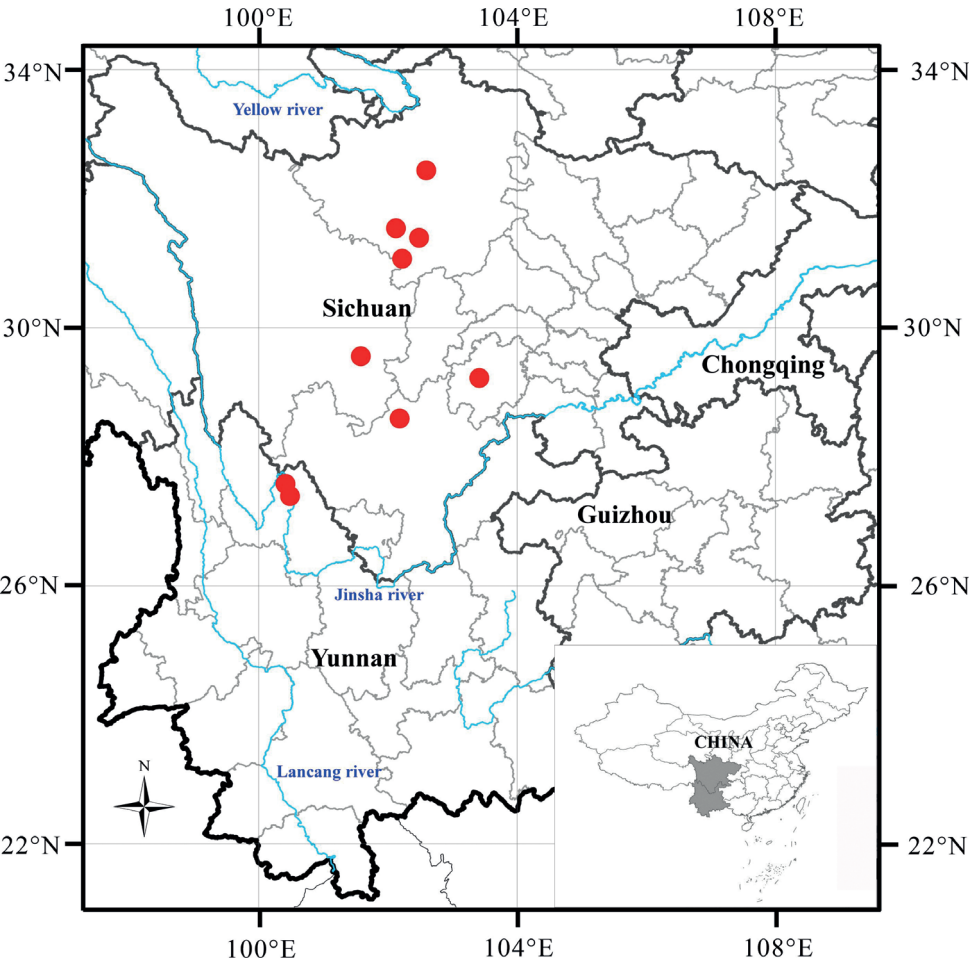 100°E 104°E 108°E
34°N 34°N
Yellow river
Sichuan
30°N 30°N
Chongqing
Guizhou
26°N 26°N
Jinsha river
Yunnan
CHINA
N
Lancang river
22°N 22°N
100°E 104°E 108°E